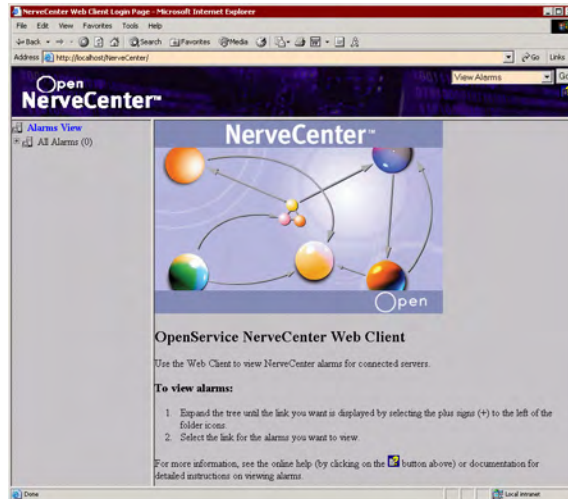 NerveCenter Web Client Login Page - Microsoft Internet Explorer
File Edit View Favorites Tools Help
Back Search Favorites Media
Address http://localhost/NerveCenter/ Go Links
Open
NerveCenter™
View Alarms Go
Alarms View
All Alarms (0)
NerveCenter™
Open
OpenService NerveCenter Web Client
Use the Web Client to view NerveCenter alarms for connected servers.
To view alarms:
1. Expand the tree until the link you want is displayed by selecting the plus signs (+) to the left of the
folder icons.
2. Select the link for the alarms you want to view.
For more information, see the online help (by clicking on the button above) or documentation for
detailed instructions on viewing alarms.
Done Local intranet